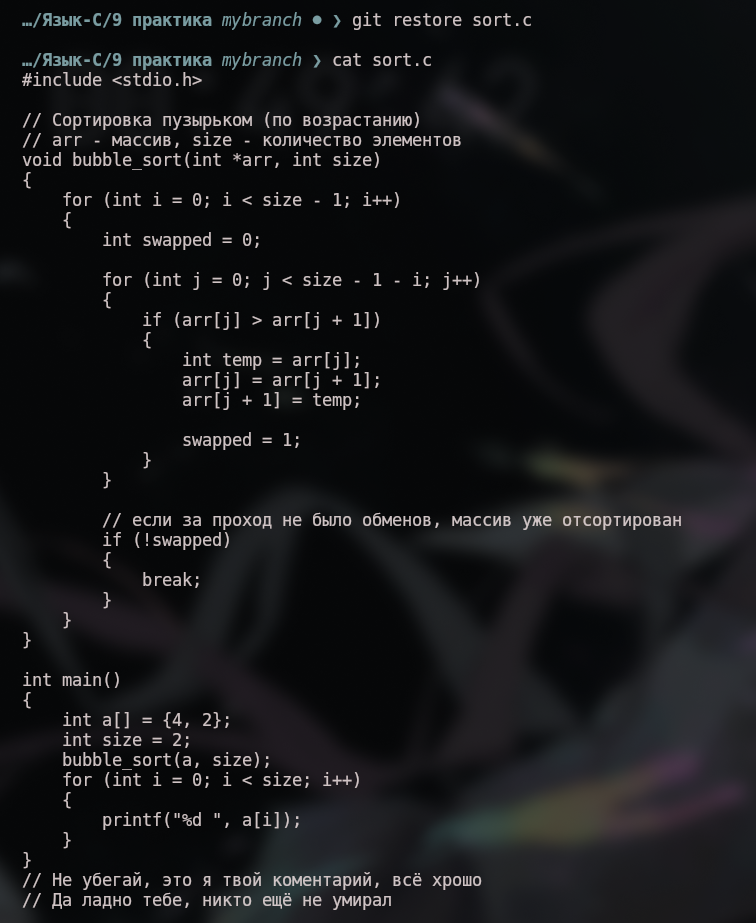 …/Язык-C/9 практика mybranch ● ❯ git restore sort.c
…/Язык-C/9 практика mybranch ❯ cat sort.c
#include <stdio.h>
// Сортировка пузырьком (по возрастанию)
// arr - массив, size - количество элементов
void bubble_sort(int *arr, int size)
{
    for (int i = 0; i < size - 1; i++)
    {
        int swapped = 0;
        for (int j = 0; j < size - 1 - i; j++)
        {
            if (arr[j] > arr[j + 1])
            {
                int temp = arr[j];
                arr[j] = arr[j + 1];
                arr[j + 1] = temp;
                swapped = 1;
            }
        }
        // если за проход не было обменов, массив уже отсортирован
        if (!swapped)
        {
            break;
        }
    }
}
int main()
{
    int a[] = {4, 2};
    int size = 2;
    bubble_sort(a, size);
    for (int i = 0; i < size; i++)
    {
        printf("%d ", a[i]);
    }
}
// Не убегай, это я твой коментарий, всё хрошо
// Да ладно тебе, никто ещё не умирал